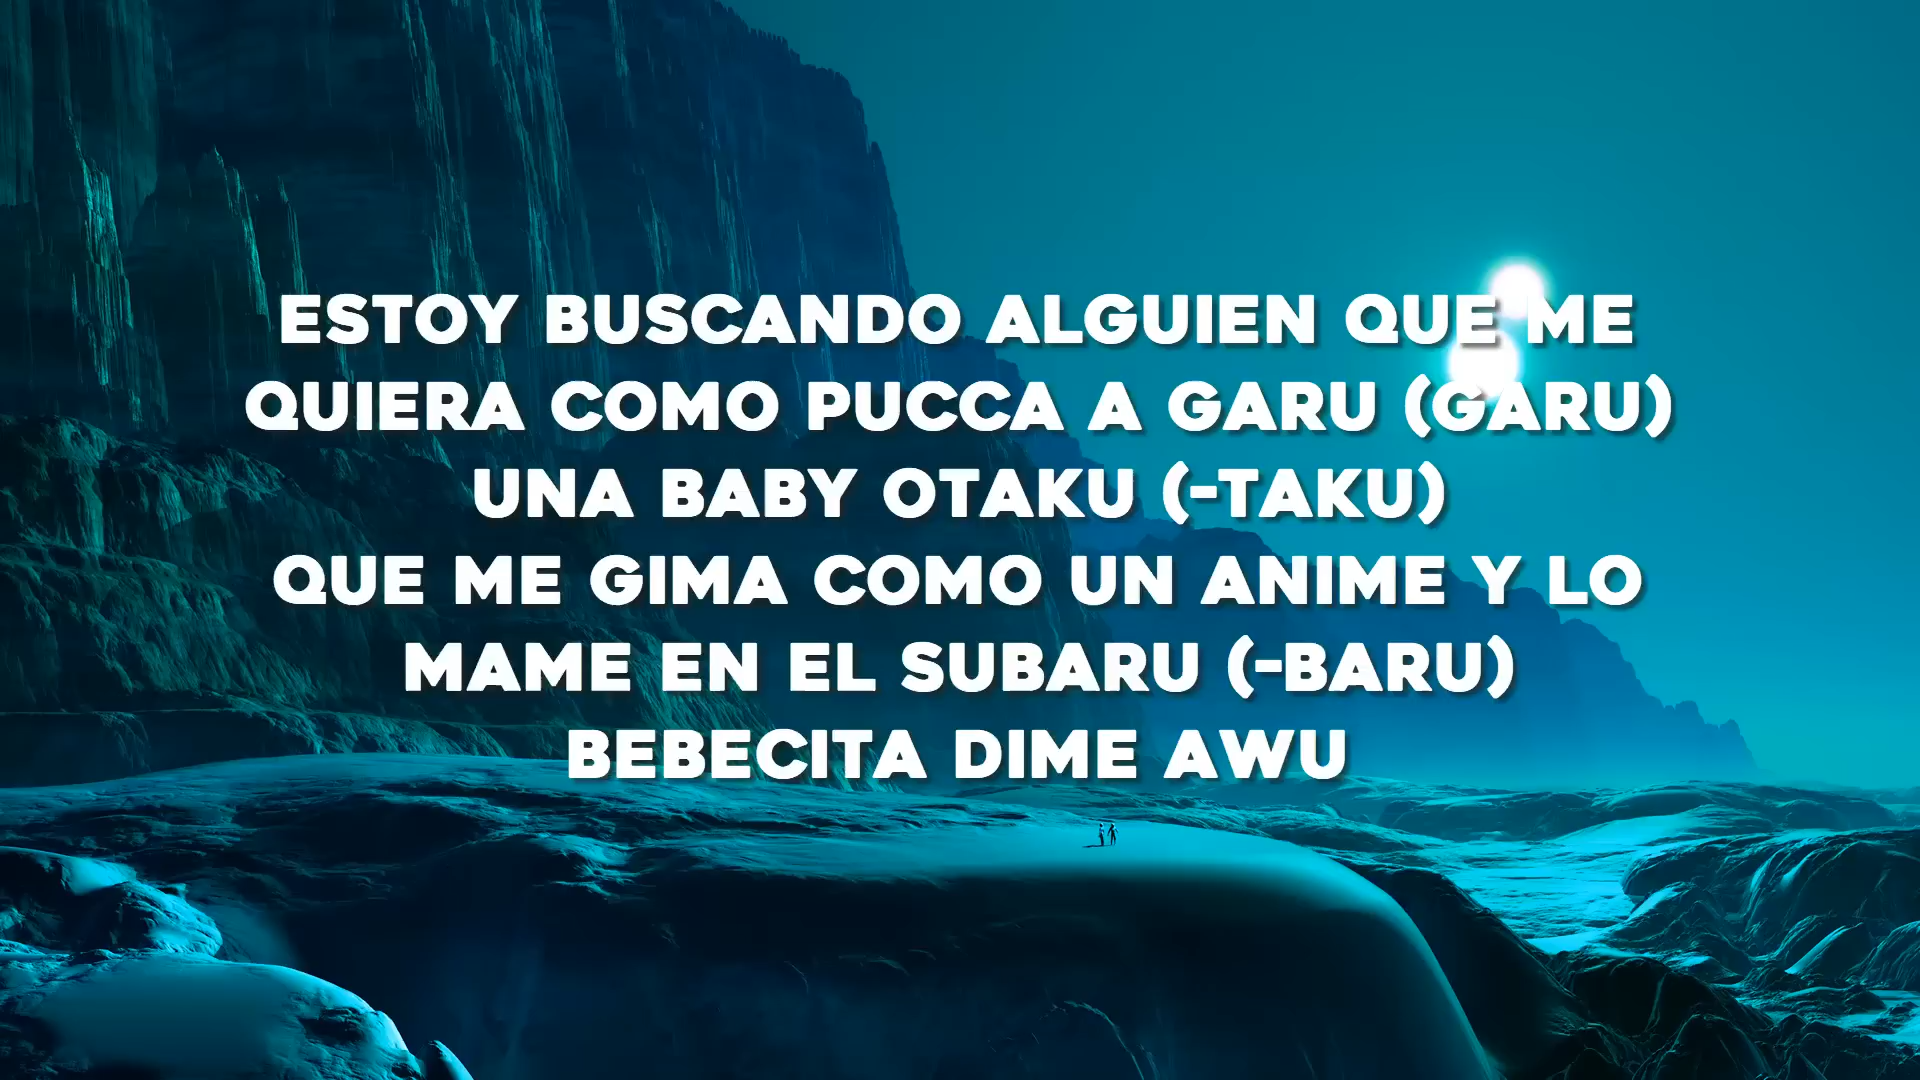 ESTOY BUSCANDO ALGUIEN QUE ME
QUIERA COMO PUCCA A GARU (GARU)
UNA BABY OTAKU (-TAKU)
QUE ME GIMA COMO UN ANIME Y LO
MAME EN EL SUBARU (-BARU)
BEBECITA DIME AWU